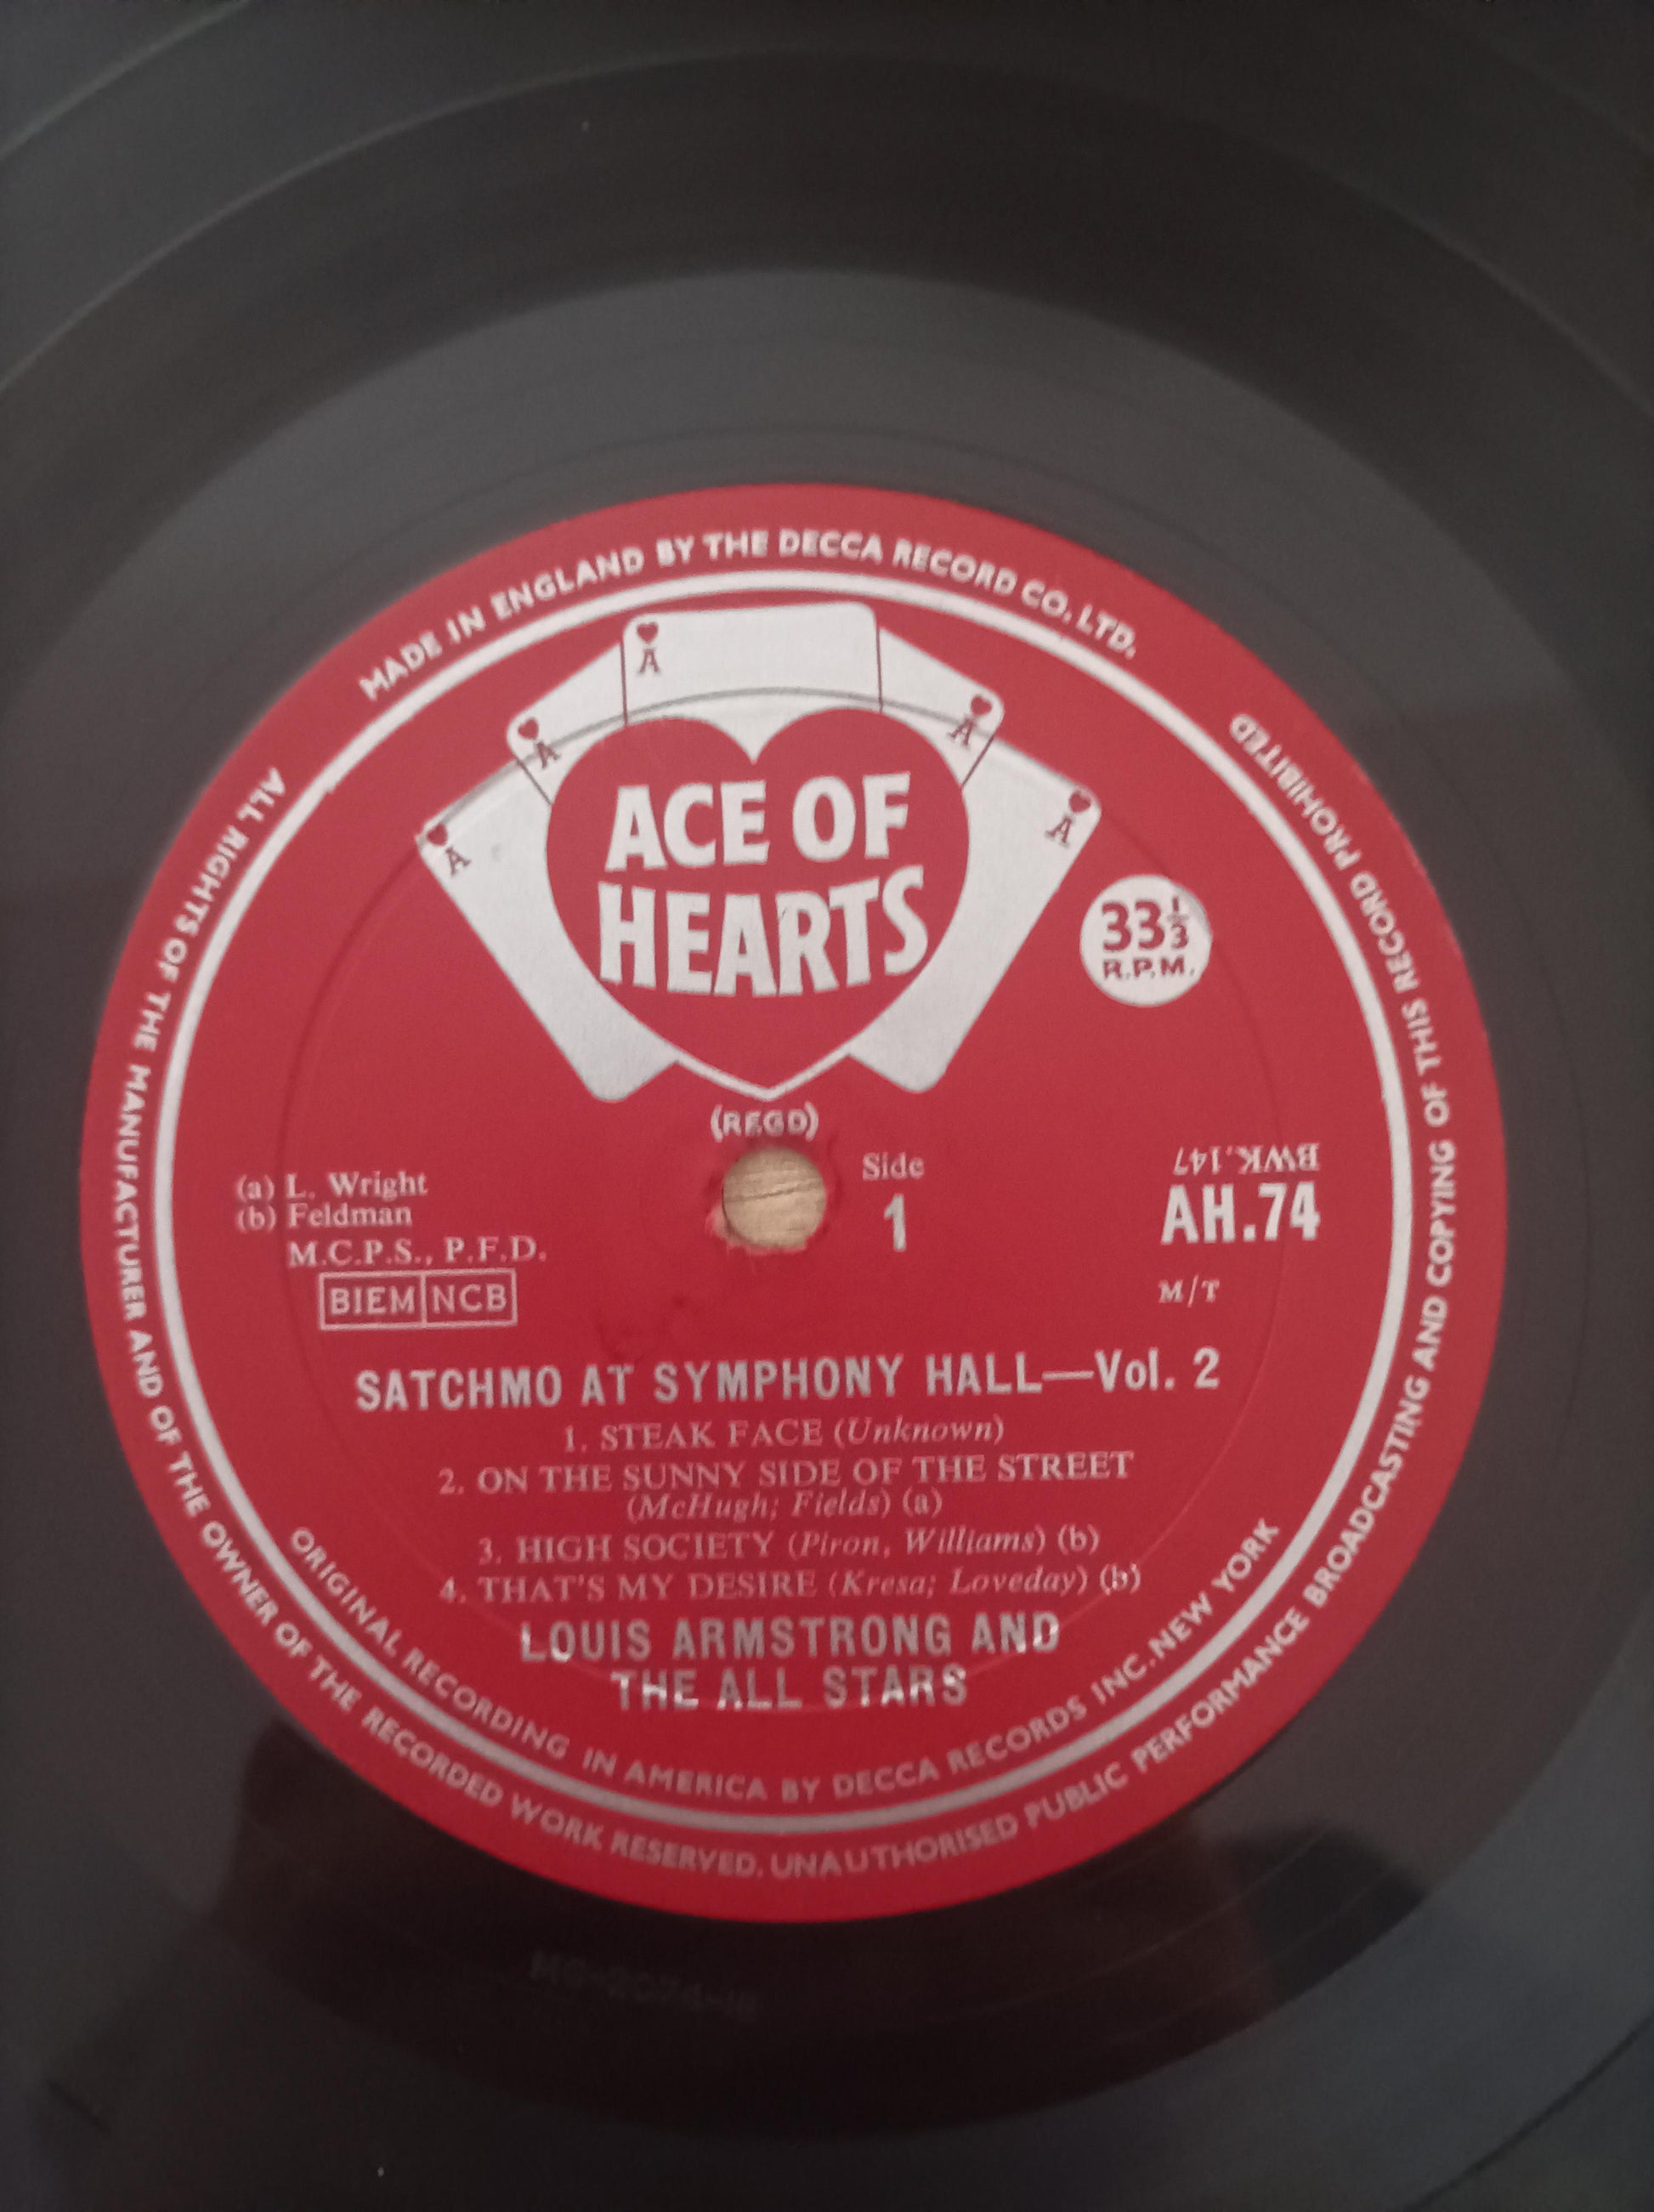 MADE IN ENGLAND BY THE DECCA RECORD CO. LTD.
ALL RIGHTS OF THE MANUFACTURER AND OF THE OWNER OF THE RECORDED WORK RESERVED. UNAUTHORISED PUBLIC PERFORMANCE BROADCASTING AND COPYING OF THIS RECORD PROHIBITED
A
A
A
A
A
ACE OF
HEARTS
33⅓
R.P.M.
(REGD)
Side
1
(a) L. Wright
(b) Feldman
M.C.P.S., P.F.D.
BIEM NCB
BWK.147
AH.74
M/T
SATCHMO AT SYMPHONY HALL—Vol. 2
1. STEAK FACE (Unknown)
2. ON THE SUNNY SIDE OF THE STREET
(McHugh; Fields) (a)
3. HIGH SOCIETY (Piron, Williams) (b)
4. THAT'S MY DESIRE (Kresa; Loveday) (b)
LOUIS ARMSTRONG AND
THE ALL STARS
ORIGINAL RECORDING IN AMERICA BY DECCA RECORDS INC. NEW YORK